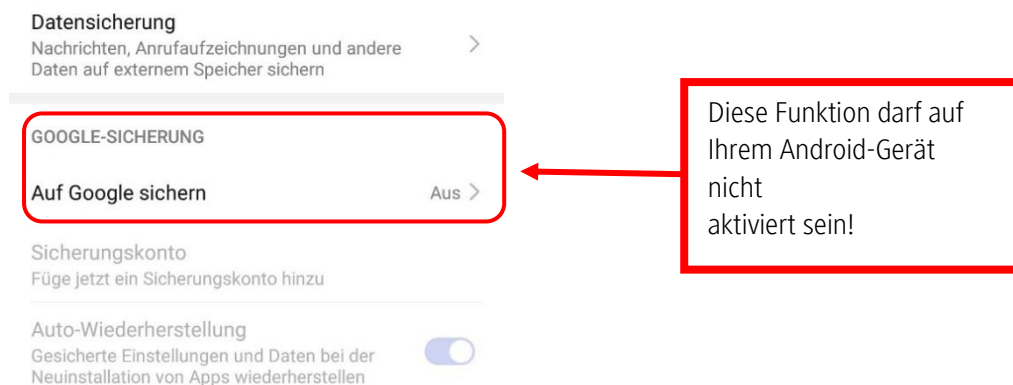 Datensicherung
Nachrichten, Anrufaufzeichnungen und andere
Daten auf externem Speicher sichern
GOOGLE-SICHERUNG
Auf Google sichern
Aus
Sicherungskonto
Füge jetzt ein Sicherungskonto hinzu
Auto-Wiederherstellung
Gesicherte Einstellungen und Daten bei der
Neuinstallation von Apps wiederherstellen
Diese Funktion darf auf
Ihrem Android-Gerät
nicht
aktiviert sein!